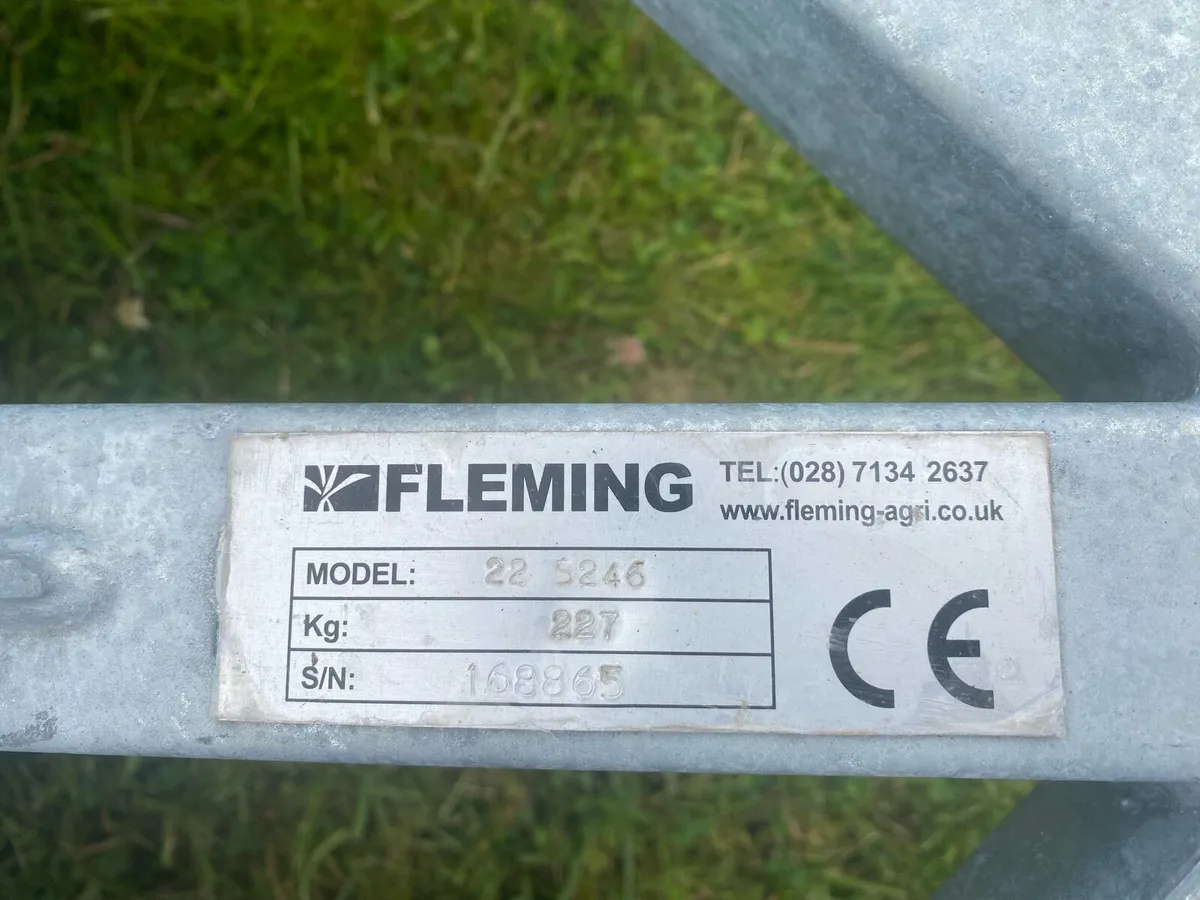 FLEMING
TEL:(028) 7134 2637
www.fleming-agri.co.uk
MODEL: 22 5246
Kg: 227
S/N: 168865
CE